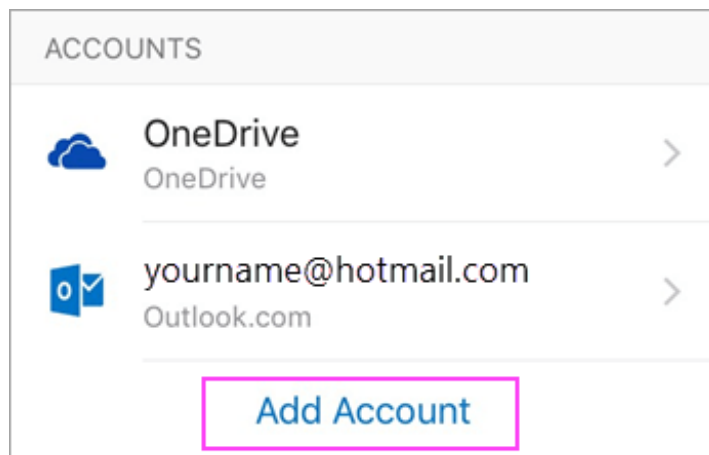 ACCOUNTS
OneDrive
OneDrive
yourname@hotmail.com
Outlook.com
Add Account